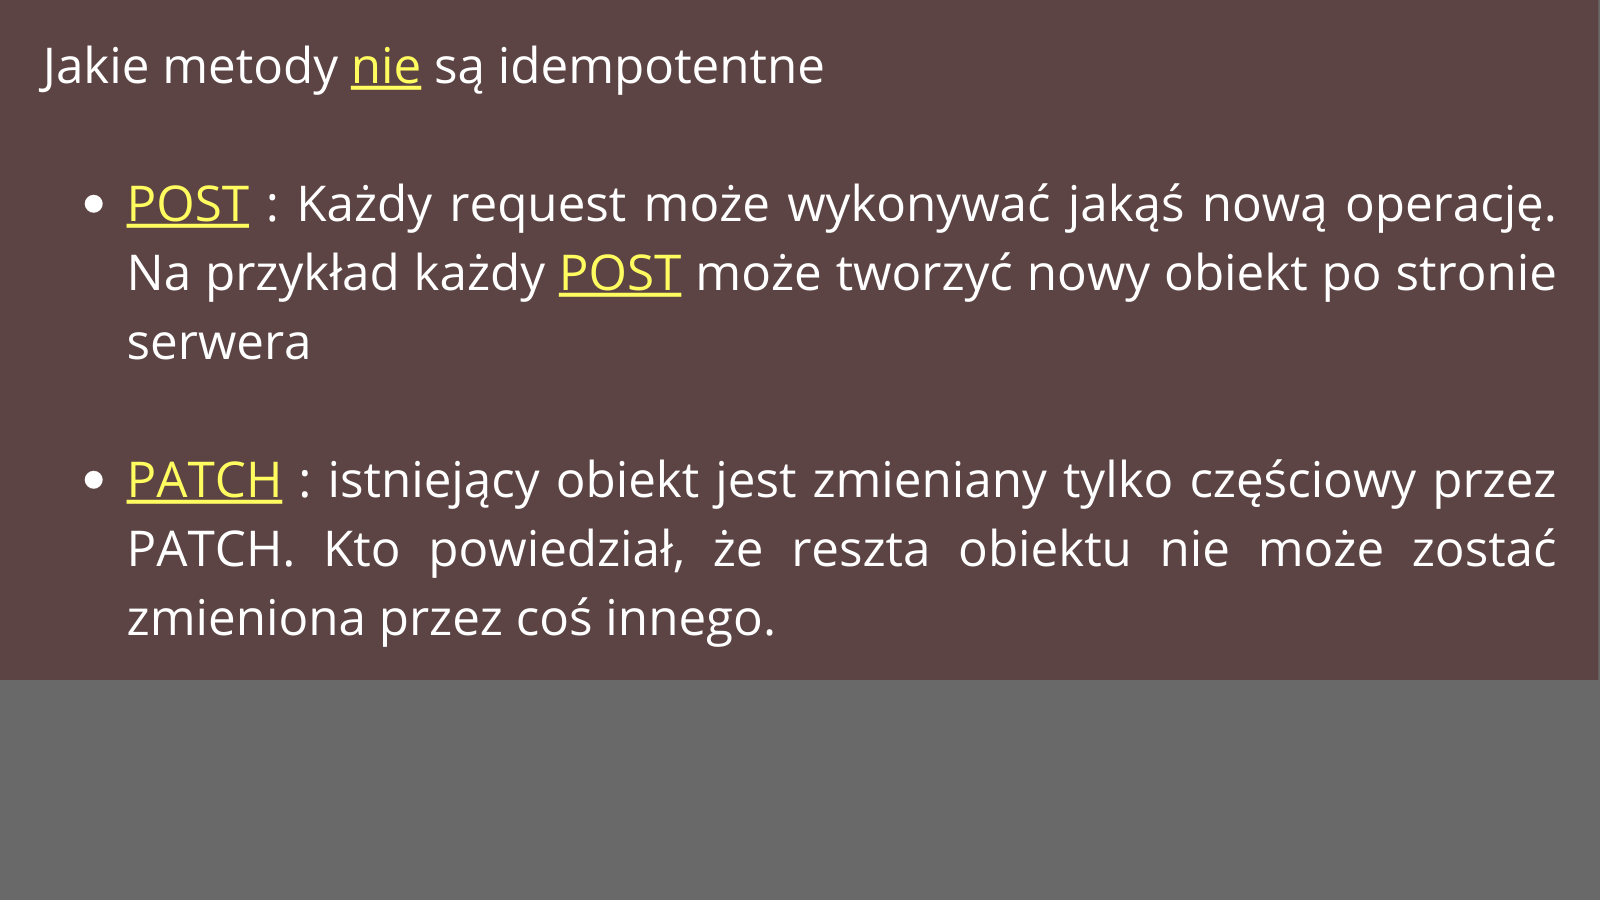 Jakie metody nie są idempotentne
POST : Każdy request może wykonywać jakąś nową operację.
Na przykład każdy POST może tworzyć nowy obiekt po stronie
serwera
PATCH : istniejący obiekt jest zmieniany tylko częściowy przez
PATCH. Kto powiedział, że reszta obiektu nie może zostać
zmieniona przez coś innego.